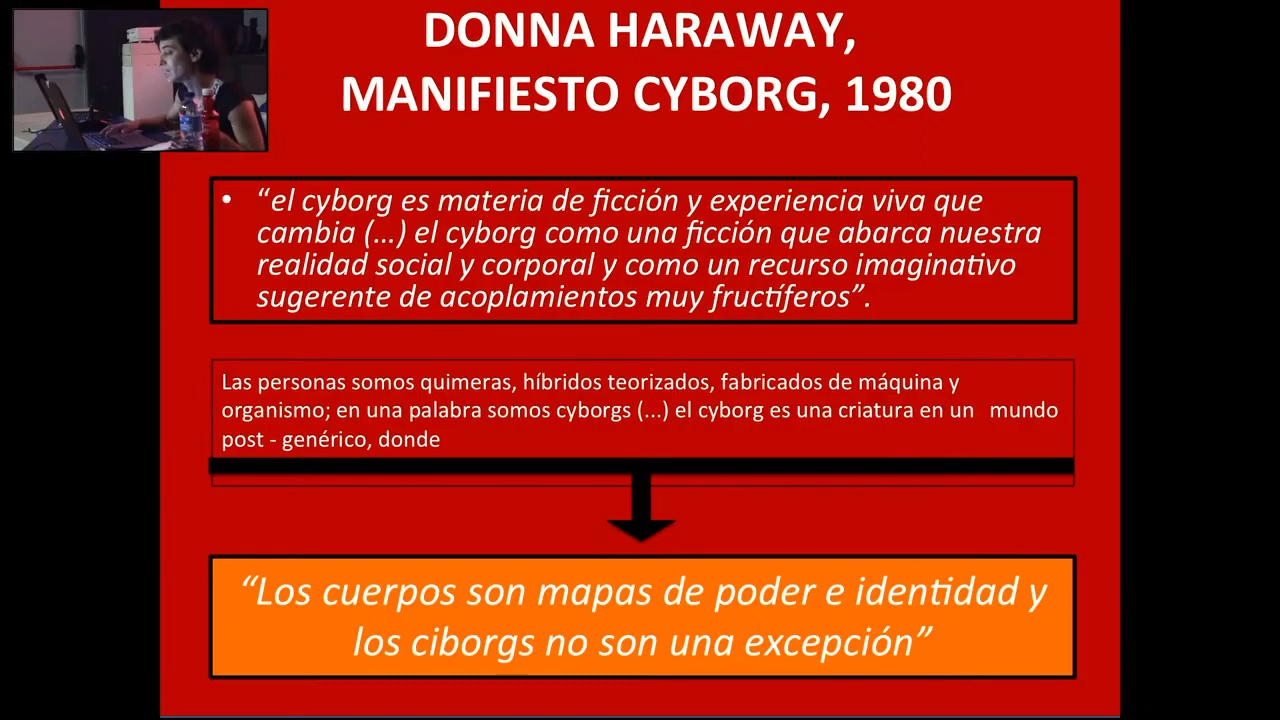 DONNA HARAWAY,
MANIFIESTO CYBORG, 1980
• “el cyborg es materia de ficción y experiencia viva que
cambia (…) el cyborg como una ficción que abarca nuestra
realidad social y corporal y como un recurso imaginativo
sugerente de acoplamientos muy fructíferos”.
Las personas somos quimeras, híbridos teorizados, fabricados de máquina y
organismo; en una palabra somos cyborgs (...) el cyborg es una criatura en un mundo
post - genérico, donde
“Los cuerpos son mapas de poder e identidad y
los ciborgs no son una excepción”